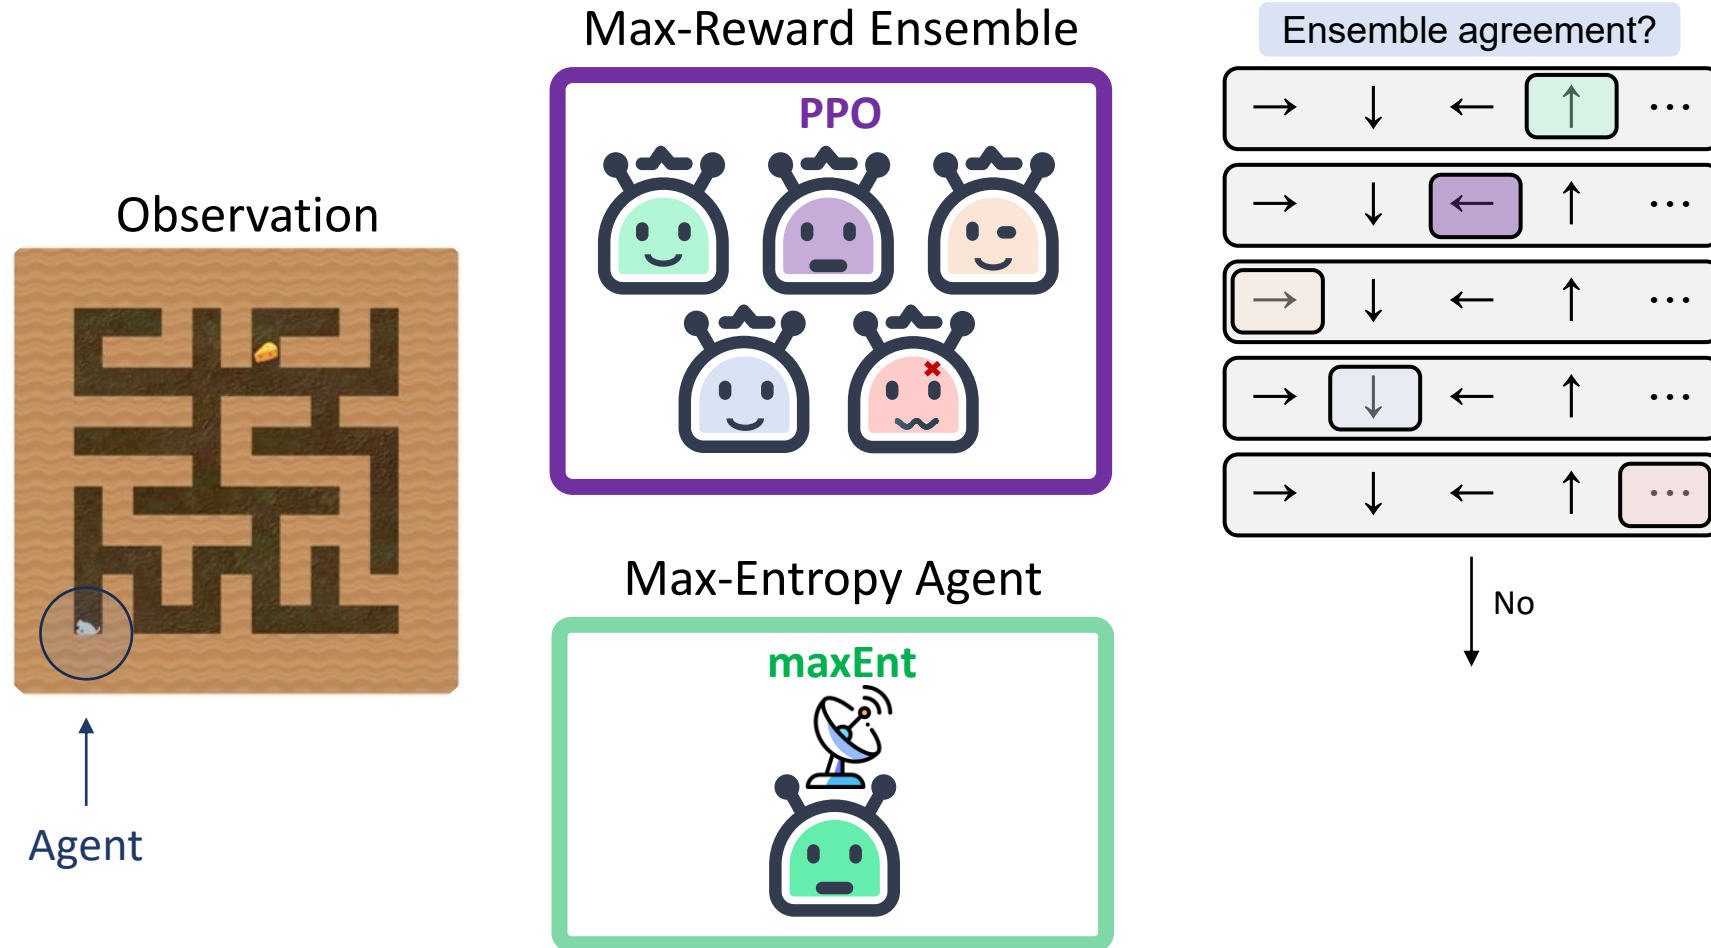 Max-Reward Ensemble
Ensemble agreement?
PPO
→ ↓ ← ↑ ...
→ ↓ ← ↑ ...
→ ↓ ← ↑ ...
→ ↓ ← ↑ ...
→ ↓ ← ↑ ...
Observation
No
Max-Entropy Agent
maxEnt
Agent